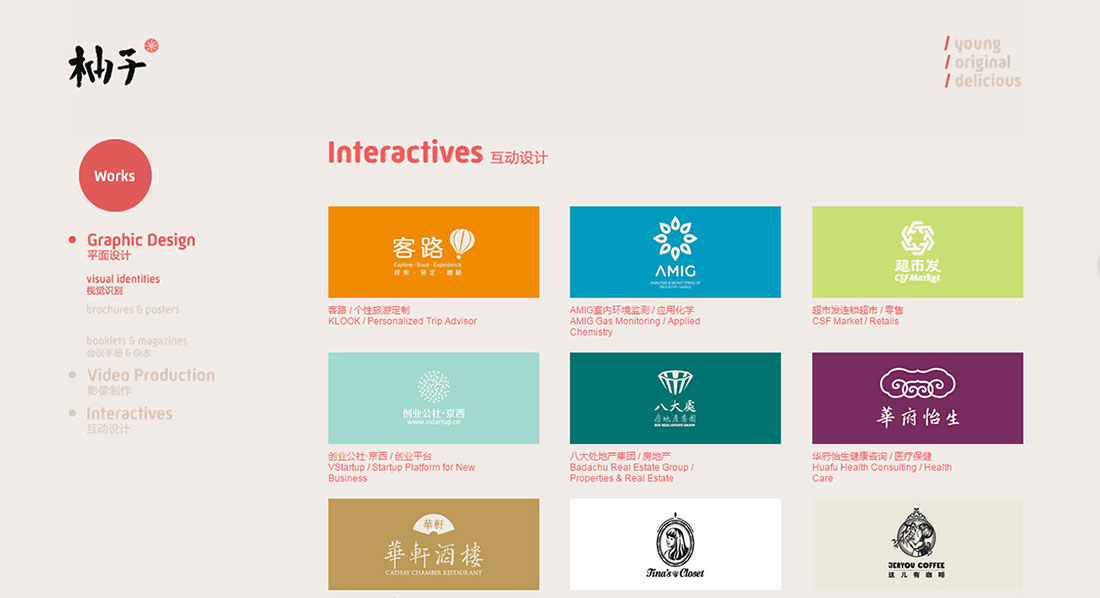 柚子
/ young
/ original
/ delicious
Works
Graphic Design
平面设计
visual identities
视觉识别
brochures & posters
booklets & magazines
会议手册 & 杂志
Video Production
影像制作
Interactives
互动设计
Interactives 互动设计
客路
Explore · Book · Experience
探索 · 预定 · 体验
客路 / 个性旅游定制
KLOOK / Personalized Trip Advisor
AMIG
ANALYSIS & MONITORING OF
INDUSTRY GASES
AMIG室内环境监测 / 应用化学
AMIG Gas Monitoring / Applied
Chemistry
超市发
CSF Market
超市发连锁超市 / 零售
CSF Market / Retails
创业公社·京西
www.vstartup.cn
创业公社·京西 / 创业平台
VStartup / Startup Platform for New
Business
八大處
房地产集团
BDC REAL ESTATE GROUP
八大处地产集团 / 房地产
Badachu Real Estate Group /
Properties & Real Estate
華府怡生
华府怡生健康咨询 / 医疗保健
Huafu Health Consulting / Health
Care
華軒
華軒酒樓
CATHAY CHAMBER RESTAURANT
Tina's Closet
JERYOU COFFEE
这儿有咖啡